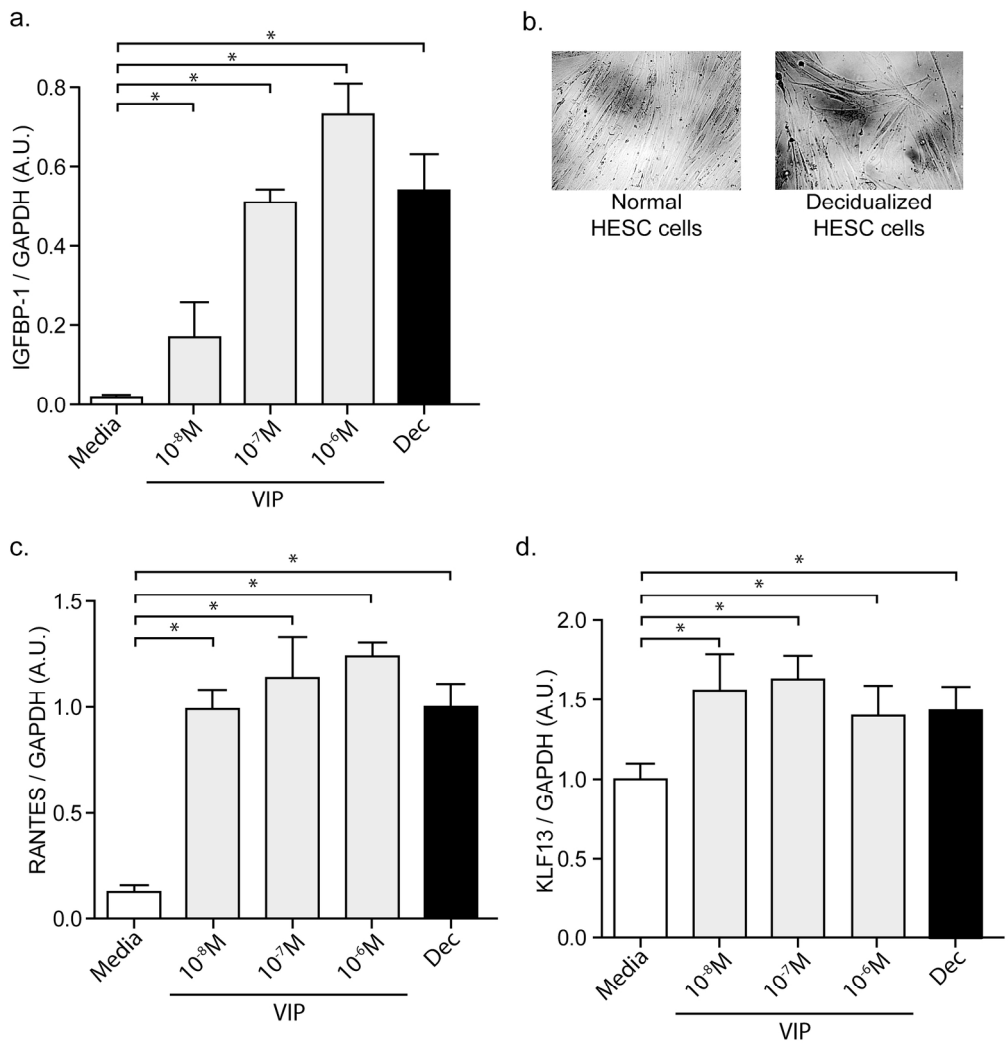 a.
*
*
*
*
IGFBP-1 / GAPDH (A.U.)
0.8
0.6
0.4
0.2
0.0
Media
10⁻⁸M
10⁻⁷M
10⁻⁶M
Dec
VIP
b.
Normal
HESC cells
Decidualized
HESC cells
c.
*
*
*
*
RANTES / GAPDH (A.U.)
1.5
1.0
0.5
0.0
Media
10⁻⁸M
10⁻⁷M
10⁻⁶M
Dec
VIP
d.
*
*
*
*
KLF13 / GAPDH (A.U.)
2.0
1.5
1.0
0.5
0.0
Media
10⁻⁸M
10⁻⁷M
10⁻⁶M
Dec
VIP